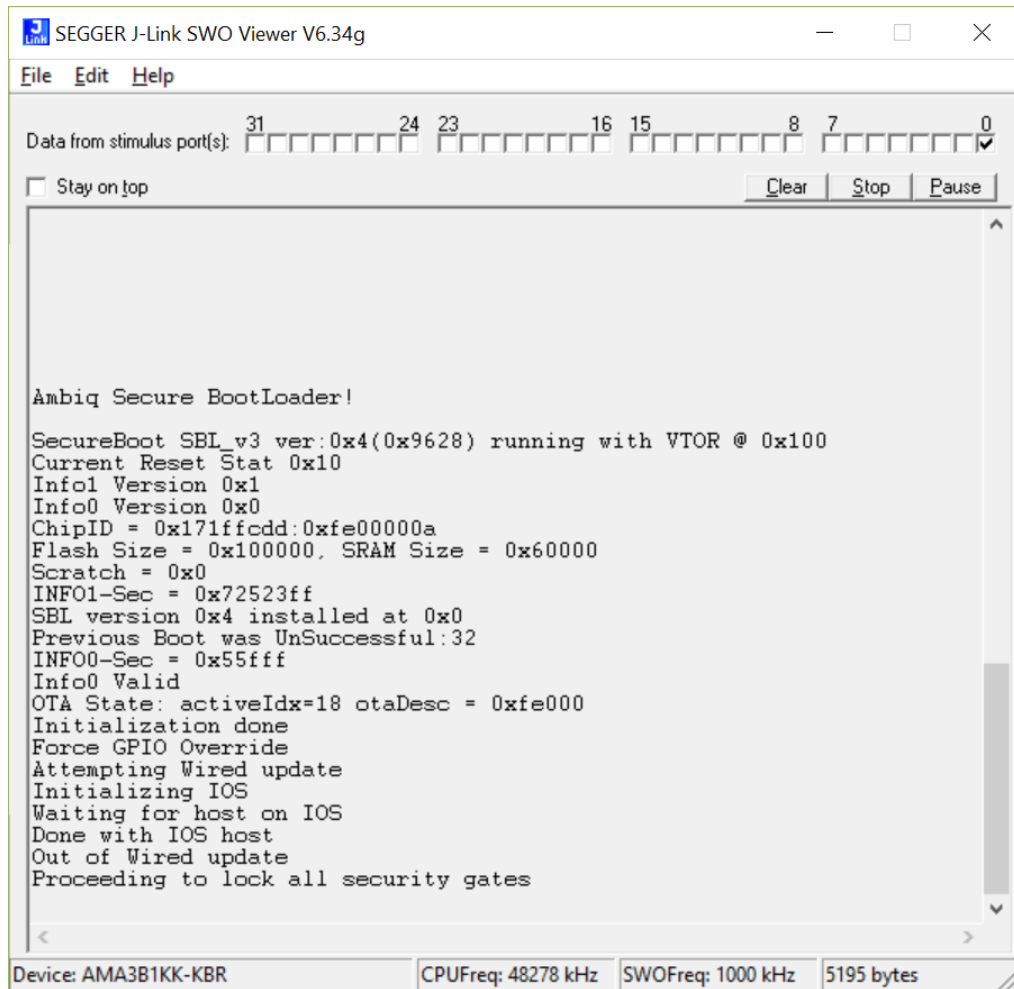 SEGGER J-Link SWO Viewer V6.34g
File Edit Help
Data from stimulus port(s): 31 24 23 16 15 8 7 0
Stay on top Clear Stop Pause
Ambiq Secure BootLoader!
SecureBoot SBL_v3 ver:0x4(0x9628) running with VTOR @ 0x100
Current Reset Stat 0x10
Info1 Version 0x1
Info0 Version 0x0
ChipID = 0x171ffcdd:0xfe00000a
Flash Size = 0x100000, SRAM Size = 0x60000
Scratch = 0x0
INFO1-Sec = 0x72523ff
SBL version 0x4 installed at 0x0
Previous Boot was UnSuccessful:32
INFO0-Sec = 0x55fff
Info0 Valid
OTA State: activeIdx=18 otaDesc = 0xfe000
Initialization done
Force GPIO Override
Attempting Wired update
Initializing IOS
Waiting for host on IOS
Done with IOS host
Out of Wired update
Proceeding to lock all security gates
Device: AMA3B1KK-KBR CPUFreq: 48278 kHz SWOFreq: 1000 kHz 5195 bytes